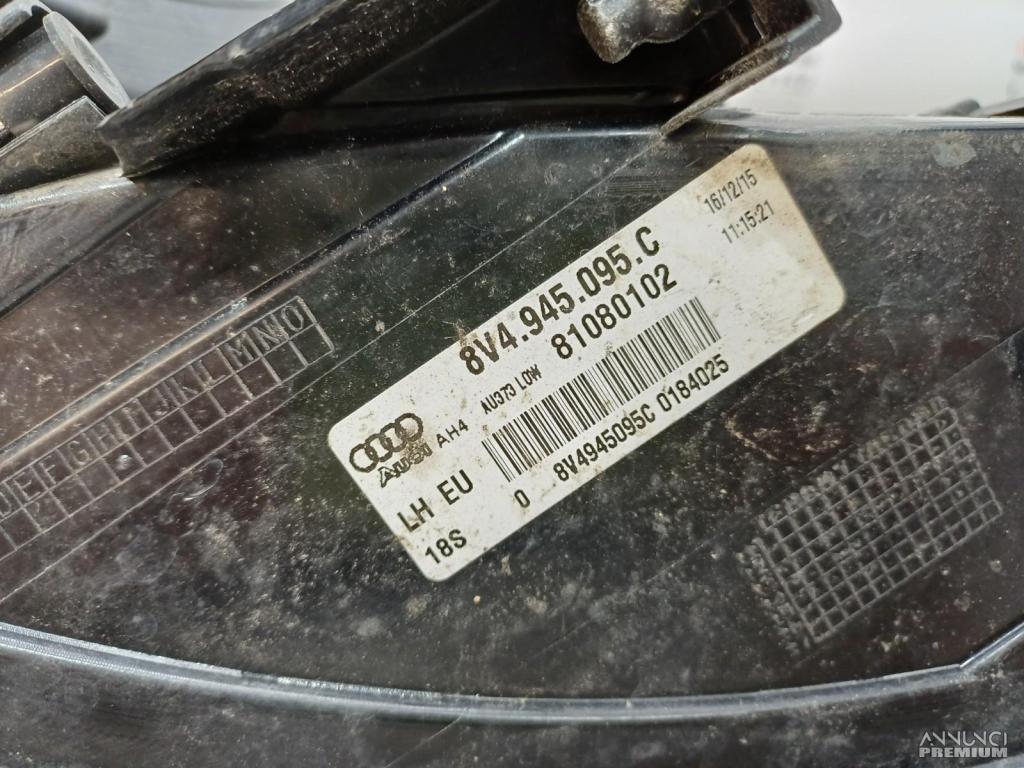 16/12/15
11:15:21
8V4.945.095.C
81080102
AU373 LOW
Audi AH4
LH EU
0 8V4945095C 0184025
18S
D E F G H I J K L M N O
ANNUNCI
PREMIUM